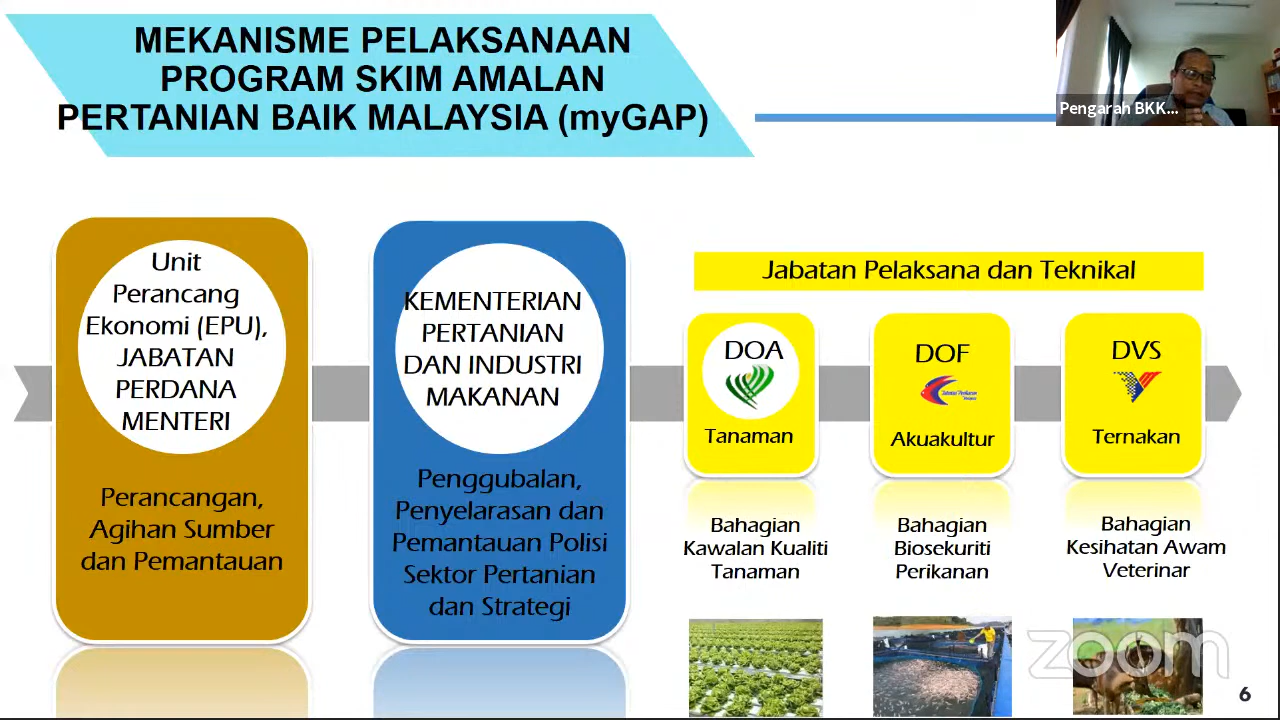 MEKANISME PELAKSANAAN
PROGRAM SKIM AMALAN
PERTANIAN BAIK MALAYSIA (myGAP)
Pengarah BKK...
Unit
Perancang
Ekonomi (EPU),
JABATAN
PERDANA
MENTERI
Perancangan,
Agihan Sumber
dan Pemantauan
KEMENTERIAN
PERTANIAN
DAN INDUSTRI
MAKANAN
Penggubalan,
Penyelarasan dan
Pemantauan Polisi
Sektor Pertanian
dan Strategi
Jabatan Pelaksana dan Teknikal
DOA
Tanaman
Bahagian
Kawalan Kualiti
Tanaman
DOF
Akuakultur
Bahagian
Biosekuriti
Perikanan
DVS
Ternakan
Bahagian
Kesihatan Awam
Veterinar
zoom
6